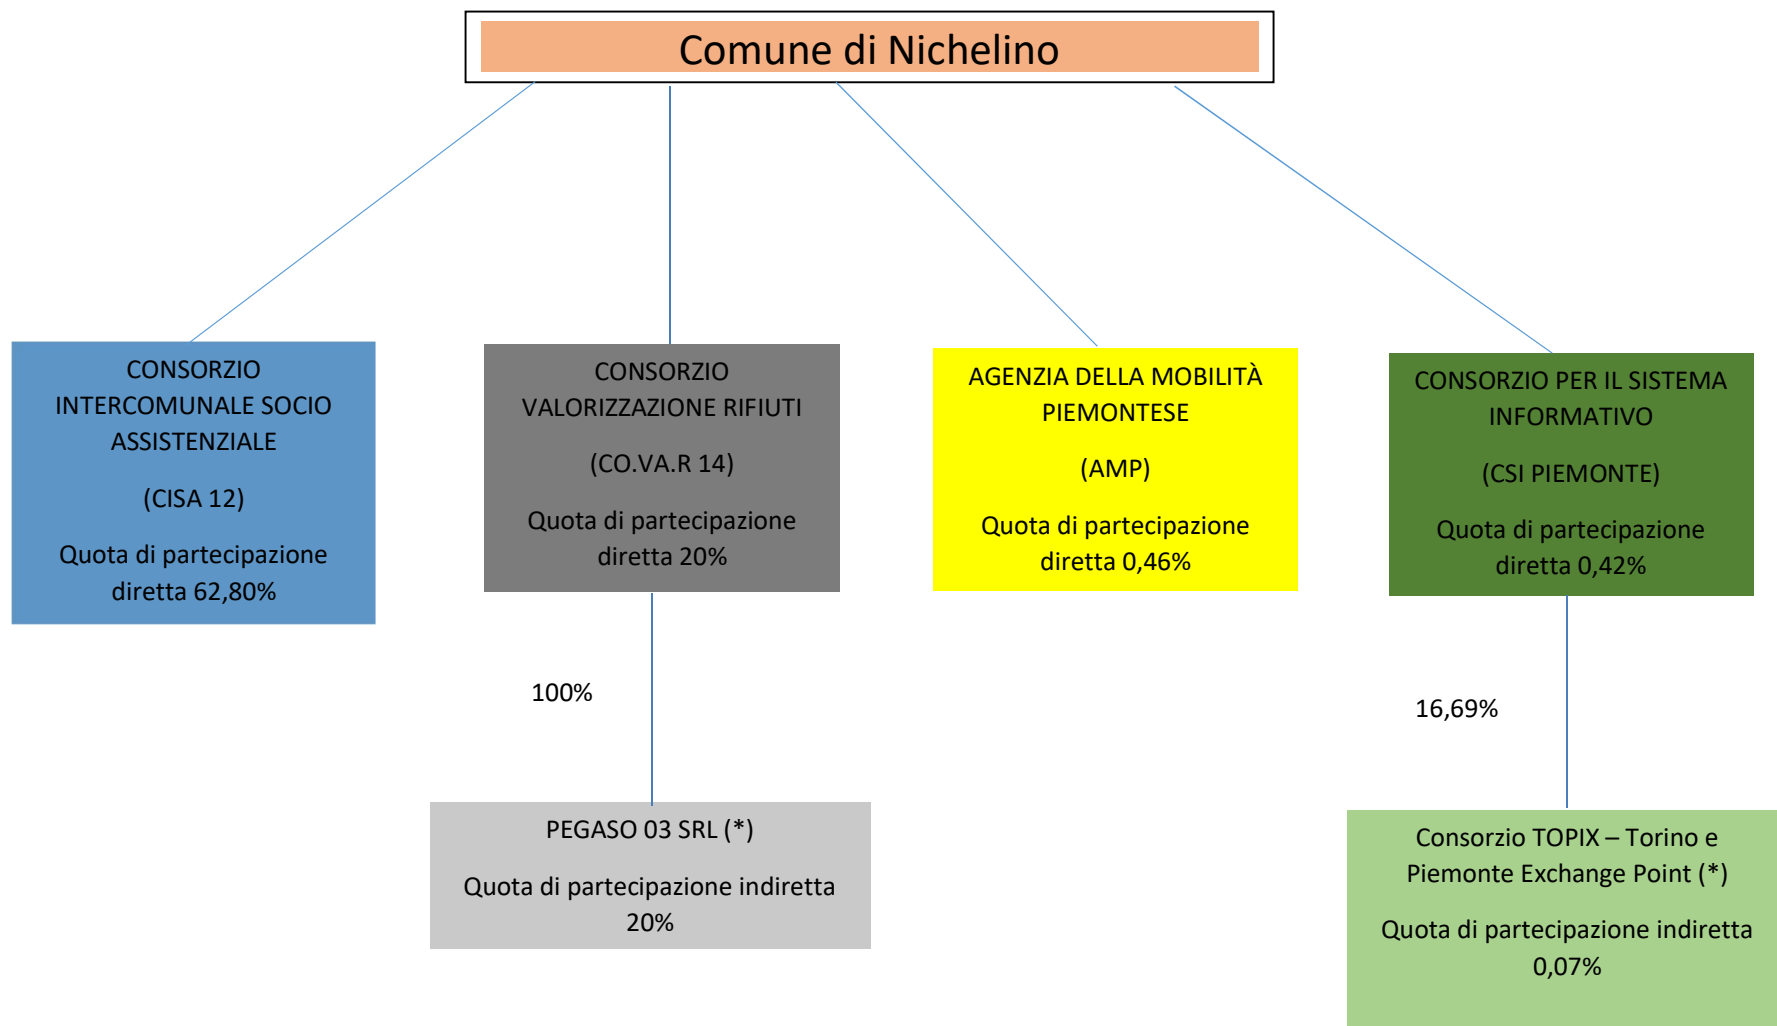 Comune di Nichelino
CONSORZIO
INTERCOMUNALE SOCIO
ASSISTENZIALE
(CISA 12)
Quota di partecipazione
diretta 62,80%
CONSORZIO
VALORIZZAZIONE RIFIUTI
(CO.VA.R 14)
Quota di partecipazione
diretta 20%
AGENZIA DELLA MOBILITÀ
PIEMONTESE
(AMP)
Quota di partecipazione
diretta 0,46%
CONSORZIO PER IL SISTEMA
INFORMATIVO
(CSI PIEMONTE)
Quota di partecipazione
diretta 0,42%
100%
16,69%
PEGASO 03 SRL (*)
Quota di partecipazione indiretta
20%
Consorzio TOPIX – Torino e
Piemonte Exchange Point (*)
Quota di partecipazione indiretta
0,07%